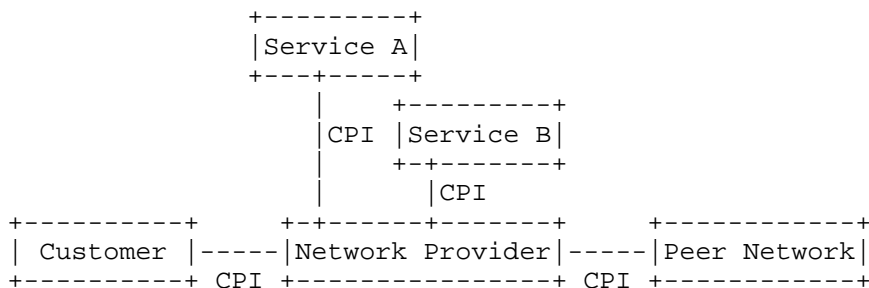 Service A
CPI Service B
CPI
Customer Network Provider Peer Network
CPI CPI